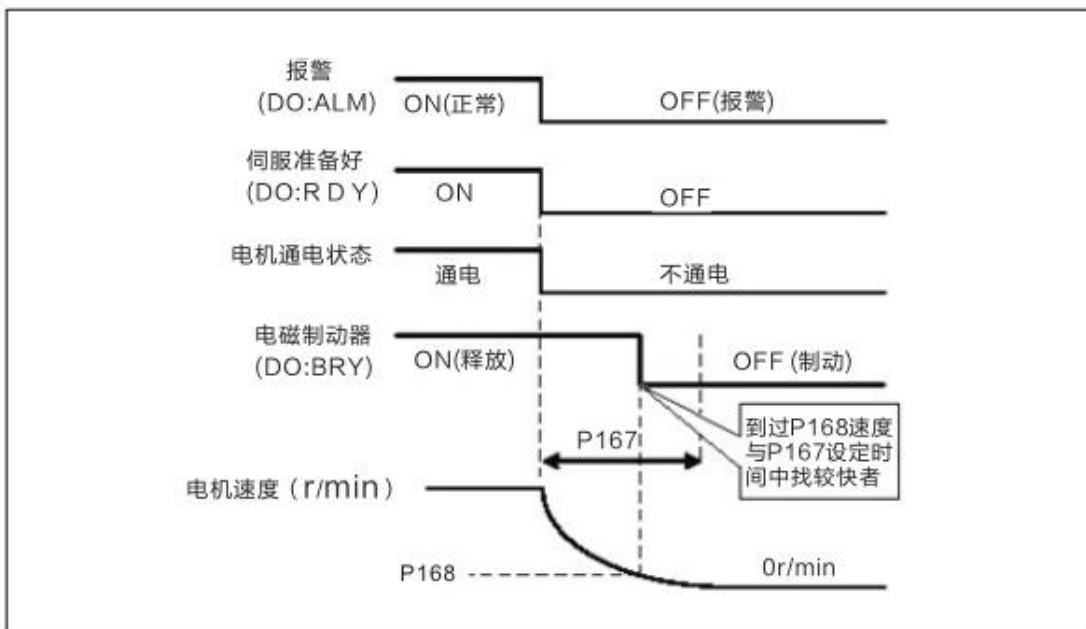 报警
(DO:ALM)
ON(正常)
OFF(报警)
伺服准备好
(DO:RDY)
ON
OFF
电机通电状态
通电
不通电
电磁制动器
(DO:BRY)
ON(释放)
OFF (制动)
P167
到过P168速度
与P167设定时
间中找较快者
电机速度 (r/min)
P168
0r/min